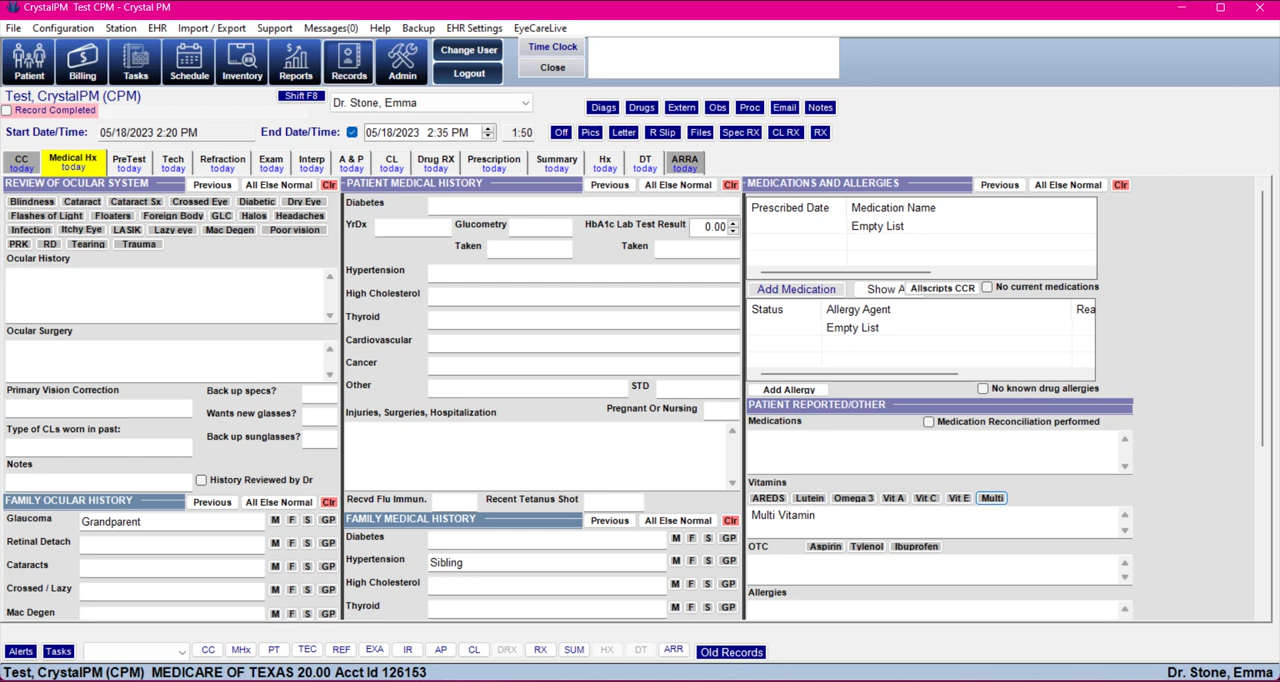 CrystalPM  Test CPM - Crystal PM
File Configuration Station EHR Import / Export Support Messages(0) Help Backup EHR Settings EyeCareLive
Patient Billing Tasks Schedule Inventory Reports Records Admin
Change User
Logout
Time Clock
Close
Test, CrystalPM (CPM)
Shift F8
Dr. Stone, Emma
Record Completed
Diags Drugs Extern Obs Proc Email Notes
Start Date/Time: 05/18/2023 2:20 PM End Date/Time: 05/18/2023 2:35 PM 1:50
Off Pics Letter R Slip Files Spec RX CL RX RX
CC today
Medical Hx today
PreTest today
Tech today
Refraction today
Exam today
Interp today
A & P today
CL today
Drug RX today
Prescription today
Summary today
Hx today
DT today
ARRA today
REVIEW OF OCULAR SYSTEM Previous All Else Normal Clr
Blindness Cataract Cataract Sx Crossed Eye Diabetic Dry Eye
Flashes of Light Floaters Foreign Body GLC Halos Headaches
Infection Itchy Eye LASIK Lazy eye Mac Degen Poor vision
PRK RD Tearing Trauma
Ocular History
Ocular Surgery
Primary Vision Correction
Back up specs?
Wants new glasses?
Type of CLs worn in past:
Back up sunglasses?
Notes
History Reviewed by Dr
FAMILY OCULAR HISTORY Previous All Else Normal Clr
Glaucoma Grandparent M F S GP
Retinal Detach M F S GP
Cataracts M F S GP
Crossed / Lazy M F S GP
Mac Degen M F S GP
PATIENT MEDICAL HISTORY Previous All Else Normal Clr
Diabetes
YrDx Glucometry HbA1c Lab Test Result 0.00
Taken Taken
Hypertension
High Cholesterol
Thyroid
Cardiovascular
Cancer
Other STD
Injuries, Surgeries, Hospitalization Pregnant Or Nursing
Recvd Flu Immun. Recent Tetanus Shot
FAMILY MEDICAL HISTORY Previous All Else Normal Clr
Diabetes M F S GP
Hypertension Sibling M F S GP
High Cholesterol M F S GP
Thyroid M F S GP
MEDICATIONS AND ALLERGIES Previous All Else Normal Clr
Prescribed Date Medication Name
Empty List
Add Medication Show A Allscripts CCR No current medications
Status Allergy Agent Rea
Empty List
Add Allergy No known drug allergies
PATIENT REPORTED/OTHER
Medications Medication Reconciliation performed
Vitamins
AREDS Lutein Omega 3 Vit A Vit C Vit E Multi
Multi Vitamin
OTC Aspirin Tylenol Ibuprofen
Allergies
Alerts Tasks CC MHx PT TEC REF EXA IR AP CL DRX RX SUM HX DT ARR Old Records
Test, CrystalPM (CPM)  MEDICARE OF TEXAS 20.00 Acct Id 126153 Dr. Stone, Emma